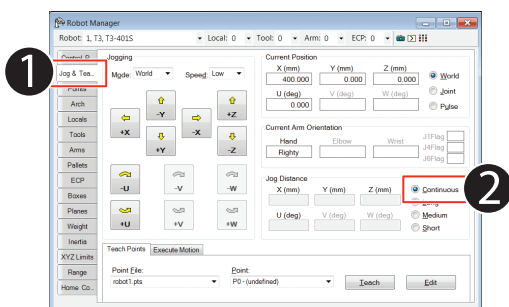 Robot Manager
Robot: 1, T3, T3-401S Local: 0 Tool: 0 Arm: 0 ECP: 0
Control P
Jog & Tea..
Points
Arch
Locals
Tools
Arms
Pallets
ECP
Boxes
Planes
Weight
Inertia
XYZ Limits
Range
Home Co..
1
Jogging
Mode: World Speed: Low
+X -Y -X +Z
+Y -Z
-U -V -W
+U +V +W
Current Position
X (mm) Y (mm) Z (mm)
400.000 0.000 0.000
U (deg) V (deg) W (deg)
0.000
World
Joint
Pulse
Current Arm Orientation
Hand Elbow Wrist
Righty
J1Flag
J4Flag
J6Flag
Jog Distance
X (mm) Y (mm) Z (mm)
U (deg) V (deg) W (deg)
Continuous
Long
Medium
Short
2
Teach Points Execute Motion
Point File: Point:
robot1.pts P0 - (undefined) Teach Edit